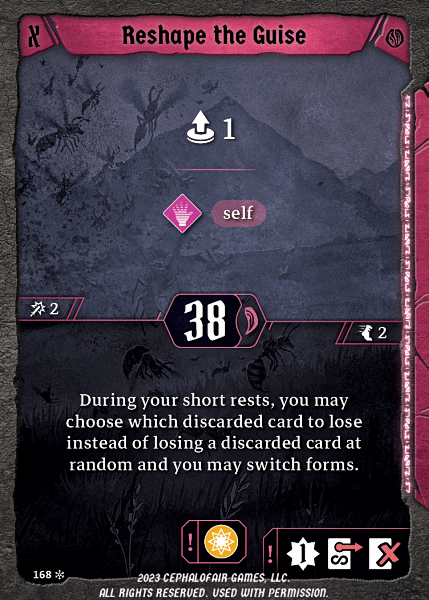 X
Reshape the Guise
1
self
2
38
2
During your short rests, you may
choose which discarded card to lose
instead of losing a discarded card at
random and you may switch forms.
!
!
1
168
2023 CEPHALOFAIR GAMES, LLC.
ALL RIGHTS RESERVED. USED WITH PERMISSION.